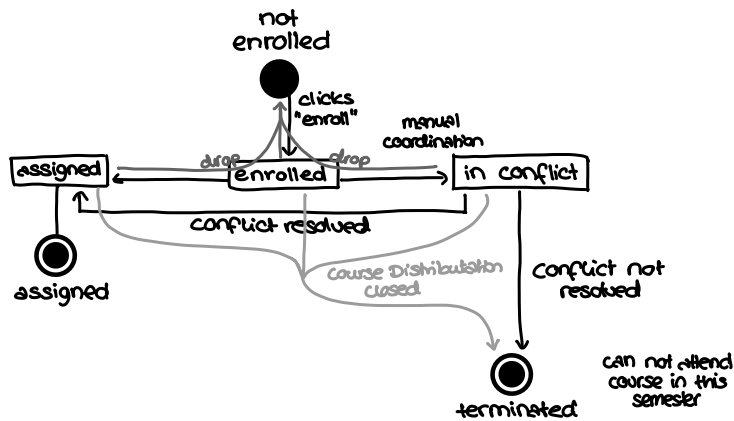 not
enrolled
clicks
"enroll"
manual
coordination
assigned
drop
enrolled
drop
in conflict
conflict resolved
assigned
Course Distributation
Closed
Conflict not
resolved
can not attend
course in this
semester
terminated